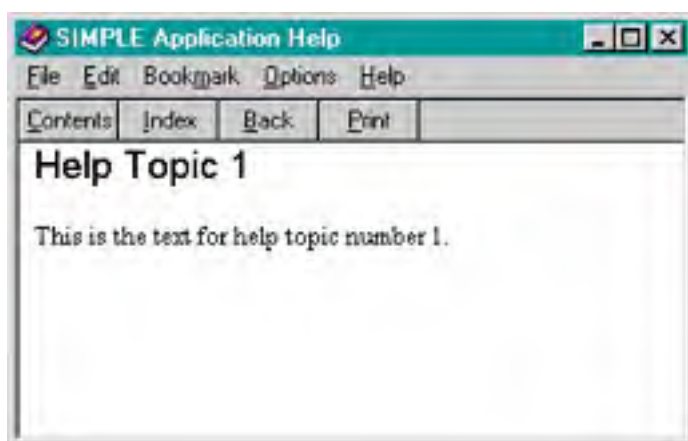 SIMPLE Application Help
File Edit Bookmark Options Help
Contents Index Back Print
Help Topic 1
This is the text for help topic number 1.